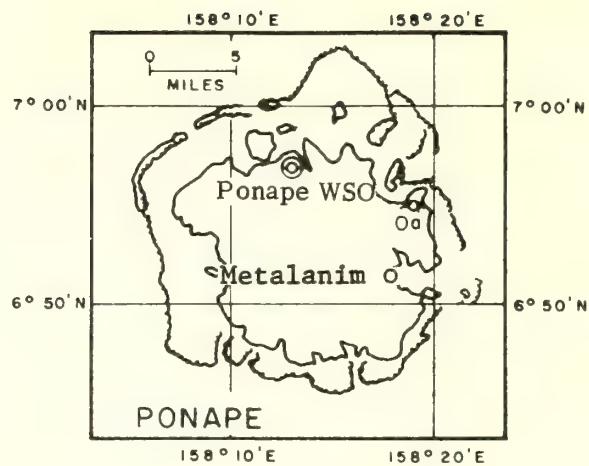 158° 10'E 158° 20'E
0 5
MILES
7° 00'N 7° 00'N
Ponape WSO
Oa
Metalanim
6° 50'N 6° 50'N
PONAPE
158° 10'E 158° 20'E